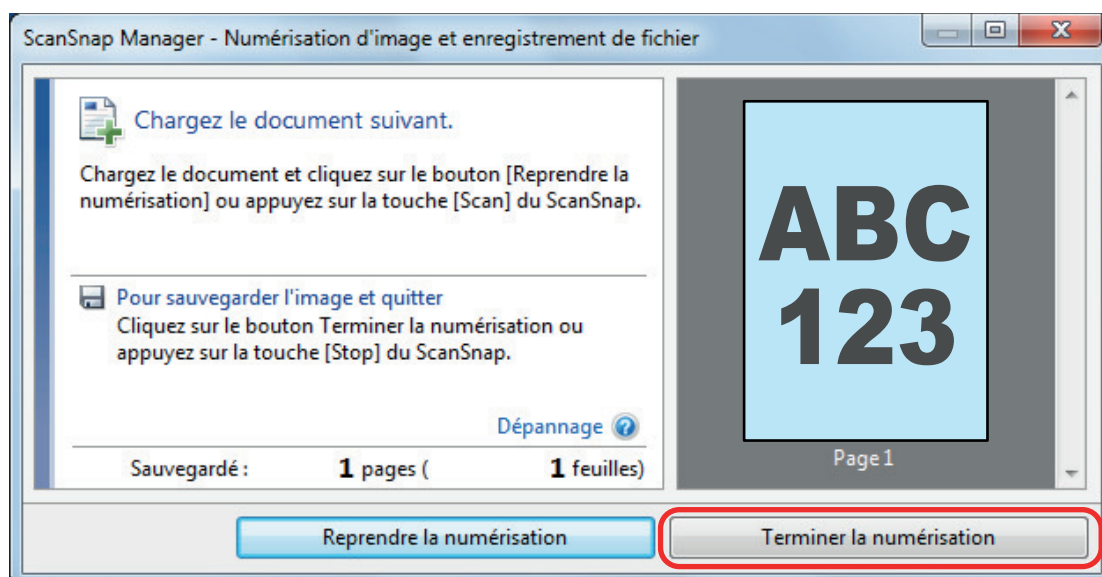 ScanSnap Manager - Numérisation d'image et enregistrement de fichier
Chargez le document suivant.
Chargez le document et cliquez sur le bouton [Reprendre la
numérisation] ou appuyez sur la touche [Scan] du ScanSnap.
Pour sauvegarder l'image et quitter
Cliquez sur le bouton Terminer la numérisation ou
appuyez sur la touche [Stop] du ScanSnap.
Dépannage
Sauvegardé : 1 pages ( 1 feuilles)
ABC
123
Page 1
Reprendre la numérisation
Terminer la numérisation